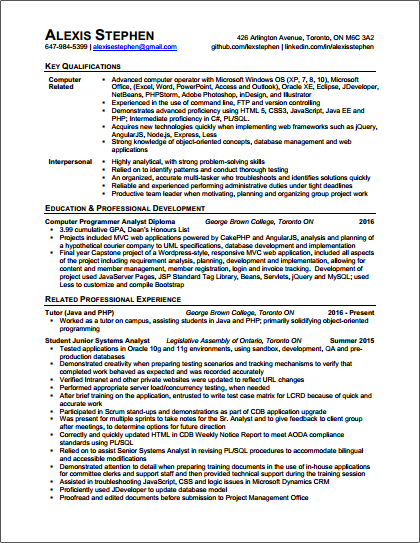 ALEXIS STEPHEN
426 Arlington Avenue, Toronto, ON M6C 3A2
647-984-5399 | alexisstephen@gmail.com
github.com/lexstephen | linkedin.com/in/alexisstephen
KEY QUALIFICATIONS
Computer Related
▪ Advanced computer operator with Microsoft Windows OS (XP, 7, 8, 10), Microsoft
Office, (Excel, Word, PowerPoint, Access and Outlook), Oracle XE, Eclipse, JDeveloper,
NetBeans, PHPStorm, Adobe Photoshop, InDesign, and Illustrator
▪ Experienced in the use of command line, FTP and version controlling
▪ Demonstrates advanced proficiency using HTML 5, CSS3, JavaScript, Java EE and
PHP; Intermediate proficiency in C#, PL/SQL.
▪ Acquires new technologies quickly when implementing web frameworks such as jQuery,
AngularJS, Node.js, Express.js
▪ Strong knowledge of object-oriented concepts, database management and web
applications
Interpersonal
▪ Highly analytical, with strong problem-solving skills
▪ Relied on to identify patterns and conduct thorough testing
▪ An organized, accurate multi-tasker who troubleshoots and identifies solutions quickly
▪ Reliable and experienced performing administrative duties under tight deadlines
▪ Productive team leader when motivating, planning and organizing group project work
EDUCATION & PROFESSIONAL DEVELOPMENT
Computer Programmer Analyst Diploma George Brown College, Toronto ON 2016
▪ 3.99 cumulative GPA, Dean's Honours List
▪ Projects included MVC web applications powered by CakePHP and AngularJS, analysis and planning of
a hypothetical courier company to UML specifications, database development and implementation
▪ Final year Capstone project of a Wordpress-style, responsive MVC web application, included all aspects
of the project including requirement analysis, planning, development and implementation, allowing for
content and member management, member registration, login and invoice tracking. Development of
project used JavaServer Pages, JSP Standard Tag Library, Beans, Servlets, jQuery and MySQL; used
Less to customize and compile Bootstrap
RELATED PROFESSIONAL EXPERIENCE
Tutor (Java and PHP) George Brown College, Toronto ON 2016 - Present
▪ Worked as a tutor on campus, assisting students in Java and PHP; primarily solidifying object-oriented
programming
Student Junior Systems Analyst Legislative Assembly of Ontario, Toronto ON Summer 2015
▪ Tested applications in Oracle 10g and 11g environments, using sandbox, development, QA and pre-
production databases
▪ Demonstrated creativity when preparing testing scenarios and tracking mechanisms to verify that
completed work behaved as expected and was recorded accurately
▪ Verified Intranet and other private websites were updated to reflect URL changes
▪ Performed appropriate server load/concurrency testing, when needed
▪ After brief training on the application, entrusted to write test case matrix for LCRD because of quick and
accurate work
▪ Participated in Scrum stand-ups and demonstrations as part of CDB application upgrade
▪ Was present for multiple sprints to take notes for the Sr. Analyst and to give feedback to client group
after meetings, to determine options for future direction
▪ Correctly and quickly updated HTML in CDB Weekly Notice Report to meet AODA compliance
standards using PL/SQL
▪ Relied on to assist Senior Systems Analyst in revising PL/SQL procedures to accommodate bilingual
and accessible modifications
▪ Demonstrated attention to detail when preparing training documents in the use of in-house applications
for committee clerks and support staff and then provided technical support during the training session
▪ Assisted in troubleshooting JavaScript, CSS and logic issues in Microsoft Dynamics CRM
▪ Proficiently used JDeveloper to update database
▪ Proofread and edited documents before submission to Project Management Office